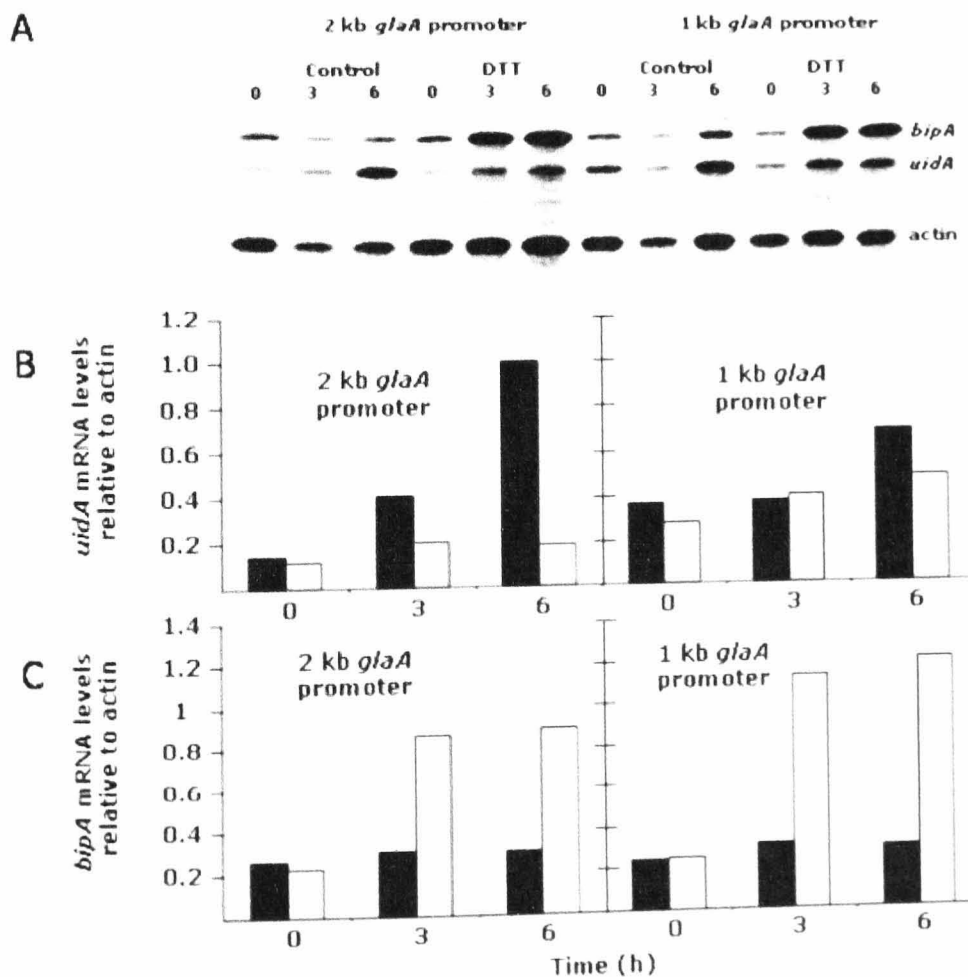 A
2 kb glaA promoter 1 kb glaA promoter
Control DTT Control DTT
0 3 6 0 3 6 0 3 6 0 3 6
bipA
uidA
actin
B
uidA mRNA levels
relative to actin
1.2
1.0
0.8
0.6
0.4
0.2
2 kb glaA
promoter
1 kb glaA
promoter
0 3 6 0 3 6
C
bipA mRNA levels
relative to actin
1.4
1.2
1
0.8
0.6
0.4
0.2
2 kb glaA
promoter
1 kb glaA
promoter
0 3 6 0 3 6
Time (h)